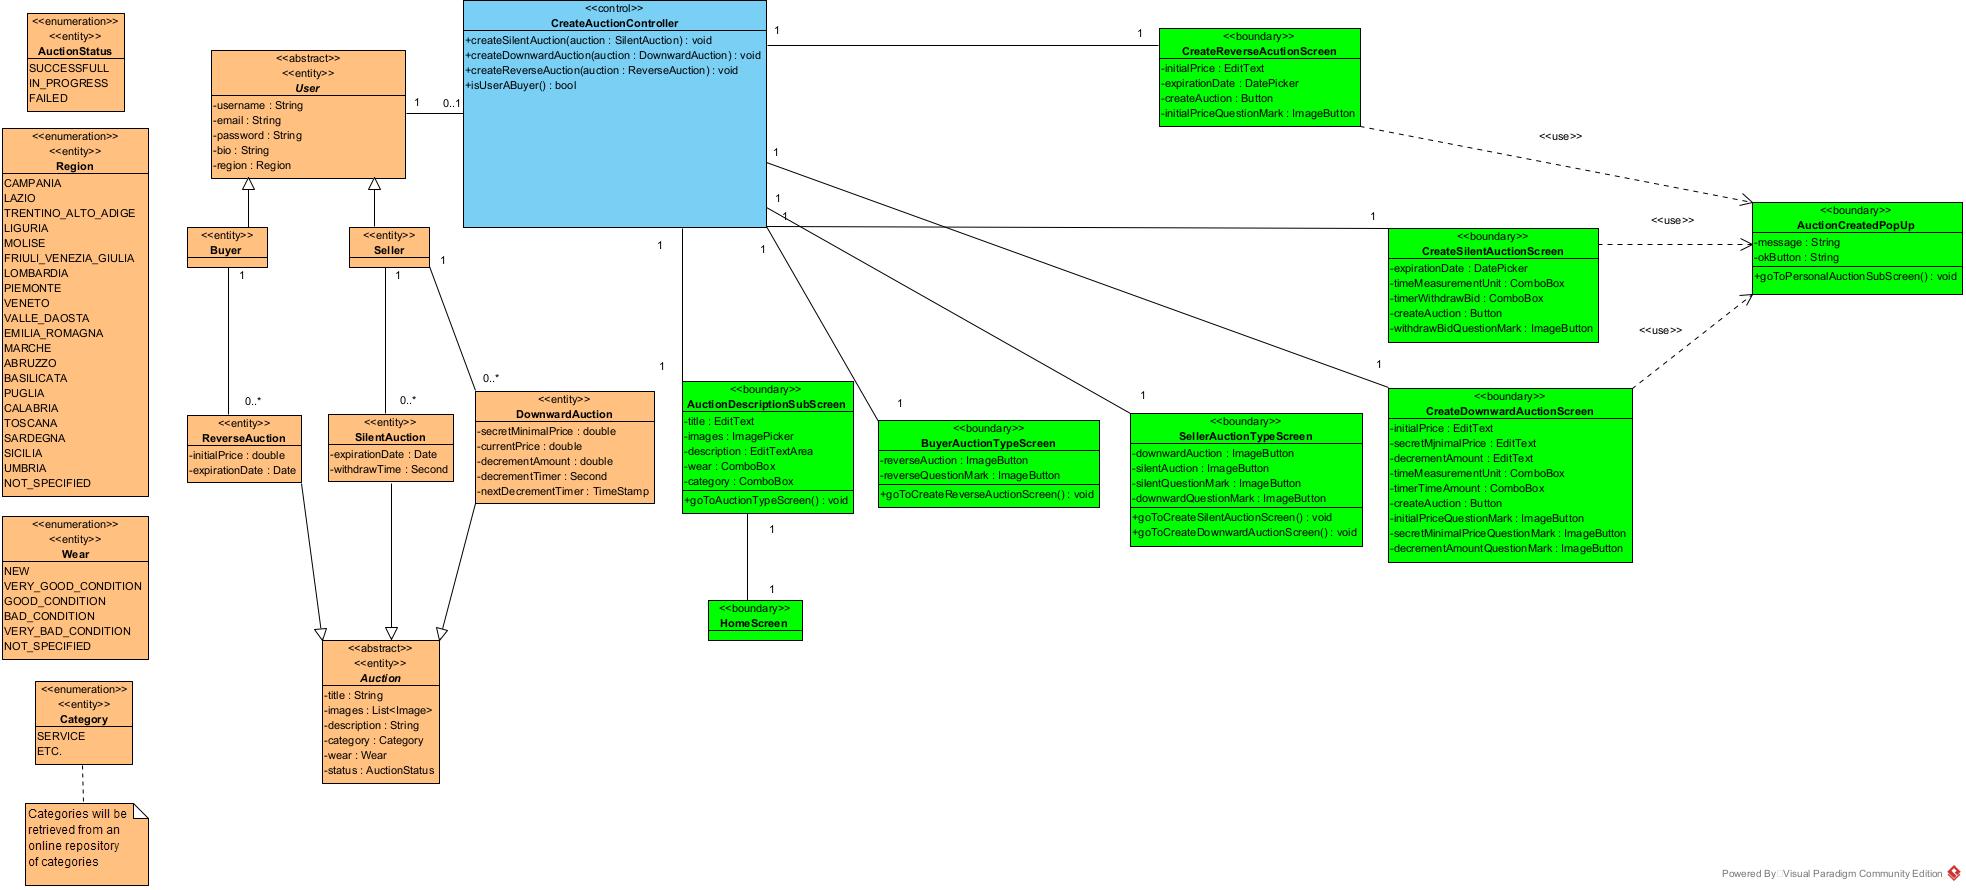 <<enumeration>>
<<entity>>
AuctionStatus
SUCCESSFULL
IN_PROGRESS
FAILED
<<enumeration>>
<<entity>>
Region
CAMPANIA
LAZIO
TRENTINO_ALTO_ADIGE
LIGURIA
MOLISE
FRIULI_VENEZIA_GIULIA
LOMBARDIA
PIEMONTE
VENETO
VALLE_DAOSTA
EMILIA_ROMAGNA
MARCHE
ABRUZZO
BASILICATA
PUGLIA
CALABRIA
TOSCANA
SARDEGNA
SICILIA
UMBRIA
NOT_SPECIFIED
<<enumeration>>
<<entity>>
Wear
NEW
VERY_GOOD_CONDITION
GOOD_CONDITION
BAD_CONDITION
VERY_BAD_CONDITION
NOT_SPECIFIED
<<enumeration>>
<<entity>>
Category
SERVICE
ETC.
Categories will be
retrieved from an
online repository
of categories
<<abstract>>
<<entity>>
User
-username : String
-email : String
-password : String
-bio : String
-region : Region
1
0..1
<<entity>>
Buyer
1
<<entity>>
Seller
1
1
0..*
0..*
0..*
<<entity>>
ReverseAuction
-initialPrice : double
-expirationDate : Date
<<entity>>
SilentAuction
-expirationDate : Date
-withdrawTime : Second
<<entity>>
DownwardAuction
-secretMinimalPrice : double
-currentPrice : double
-decrementAmount : double
-decrementTimer : Second
-nextDecrementTimer : TimeStamp
<<abstract>>
<<entity>>
Auction
-title : String
-images : List<Image>
-description : String
-category : Category
-wear : Wear
-status : AuctionStatus
<<control>>
CreateAuctionController
+createSilentAuction(auction : SilentAuction) : void
+createDownwardAuction(auction : DownwardAuction) : void
+createReverseAuction(auction : ReverseAuction) : void
+isUserABuyer() : bool
1
1
1
1
1
1
1
1
1
1
1
1
<<boundary>>
AuctionDescriptionSubScreen
-title : EditText
-images : ImagePicker
-description : EditTextArea
-wear : ComboBox
-category : ComboBox
+goToAuctionTypeScreen() : void
1
1
<<boundary>>
HomeScreen
<<boundary>>
BuyerAuctionTypeScreen
-reverseAuction : ImageButton
-reverseQuestionMark : ImageButton
+goToCreateReverseAuctionScreen() : void
<<boundary>>
SellerAuctionTypeScreen
-downwardAuction : ImageButton
-silentAuction : ImageButton
-silentQuestionMark : ImageButton
-downwardQuestionMark : ImageButton
+goToCreateSilentAuctionScreen() : void
+goToCreateDownwardAuctionScreen() : void
<<boundary>>
CreateReverseAcutionScreen
-initialPrice : EditText
-expirationDate : DatePicker
-createAuction : Button
-initialPriceQuestionMark : ImageButton
<<use>>
<<boundary>>
CreateSilentAuctionScreen
-expirationDate : DatePicker
-timeMeasurementUnit : ComboBox
-timerWithdrawBid : ComboBox
-createAuction : Button
-withdrawBidQuestionMark : ImageButton
<<use>>
<<boundary>>
CreateDownwardAuctionScreen
-initialPrice : EditText
-secretMjnimalPrice : EditText
-decrementAmount : EditText
-timeMeasurementUnit : ComboBox
-timerTimeAmount : ComboBox
-createAuction : Button
-initialPriceQuestionMark : ImageButton
-secretMinimalPriceQuestionMark : ImageButton
-decrementAmountQuestionMark : ImageButton
<<use>>
<<boundary>>
AuctionCreatedPopUp
-message : String
-okButton : String
+goToPersonalAuctionSubScreen() : void
Powered By Visual Paradigm Community Edition